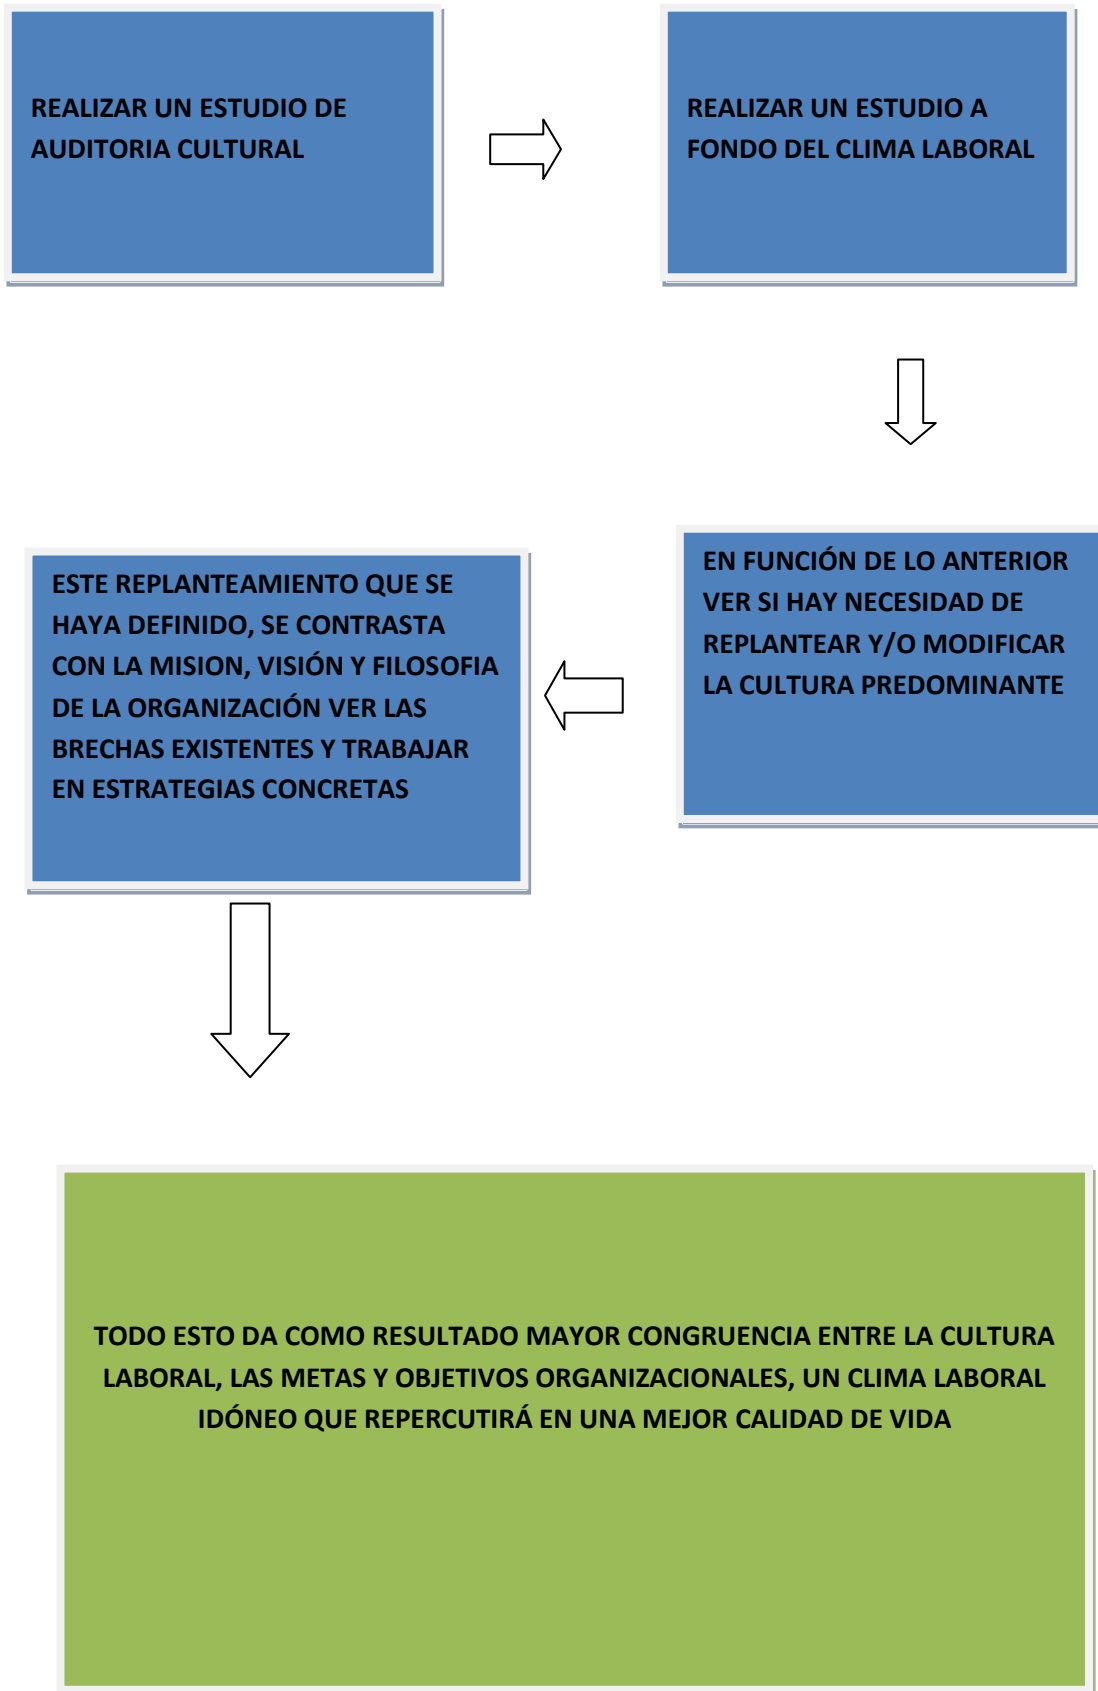 REALIZAR UN ESTUDIO DE
AUDITORIA CULTURAL
REALIZAR UN ESTUDIO A
FONDO DEL CLIMA LABORAL
EN FUNCIÓN DE LO ANTERIOR
VER SI HAY NECESIDAD DE
REPLANTEAR Y/O MODIFICAR
LA CULTURA PREDOMINANTE
ESTE REPLANTEAMIENTO QUE SE
HAYA DEFINIDO, SE CONTRASTA
CON LA MISION, VISIÓN Y FILOSOFIA
DE LA ORGANIZACIÓN VER LAS
BRECHAS EXISTENTES Y TRABAJAR
EN ESTRATEGIAS CONCRETAS
TODO ESTO DA COMO RESULTADO MAYOR CONGRUENCIA ENTRE LA CULTURA
LABORAL, LAS METAS Y OBJETIVOS ORGANIZACIONALES, UN CLIMA LABORAL
IDÓNEO QUE REPERCUTIRÁ EN UNA MEJOR CALIDAD DE VIDA